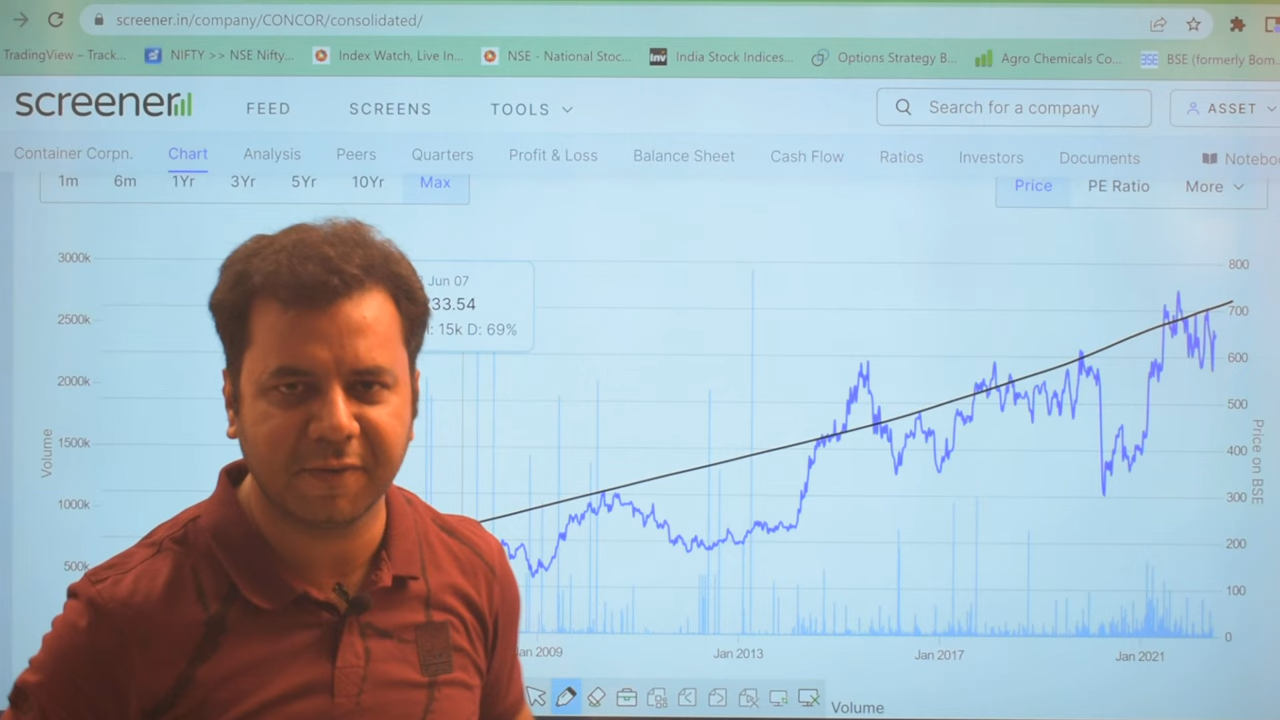 screener.in/company/CONCOR/consolidated/
TradingView – Track... NIFTY >> NSE Nifty... Index Watch, Live In... NSE - National Stoc... Inv India Stock Indices... Options Strategy B... Agro Chemicals Co... BSE BSE (formerly Bom
screener FEED SCREENS TOOLS Search for a company ASSET
Container Corpn. Chart Analysis Peers Quarters Profit & Loss Balance Sheet Cash Flow Ratios Investors Documents Noteboo
1m 6m 1Yr 3Yr 5Yr 10Yr Max Price PE Ratio More
3000k 800
Jun 07
33.54
15k D: 69%
2500k 700
600
2000k 500
1500k 400
Volume Price on BSE
1000k 300
200
500k 100
0
an 2009 Jan 2013 Jan 2017 Jan 2021
Volume